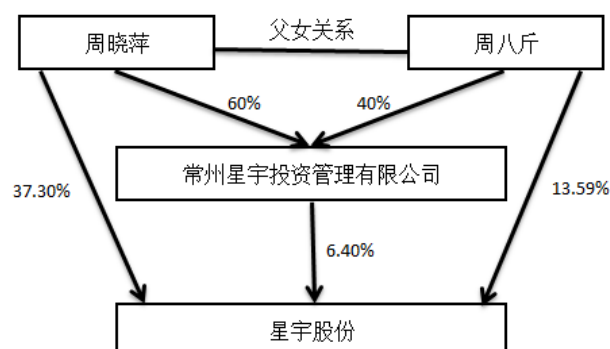 父女关系
周晓萍
周八斤
60%
40%
常州星宇投资管理有限公司
37.30%
13.59%
6.40%
星宇股份